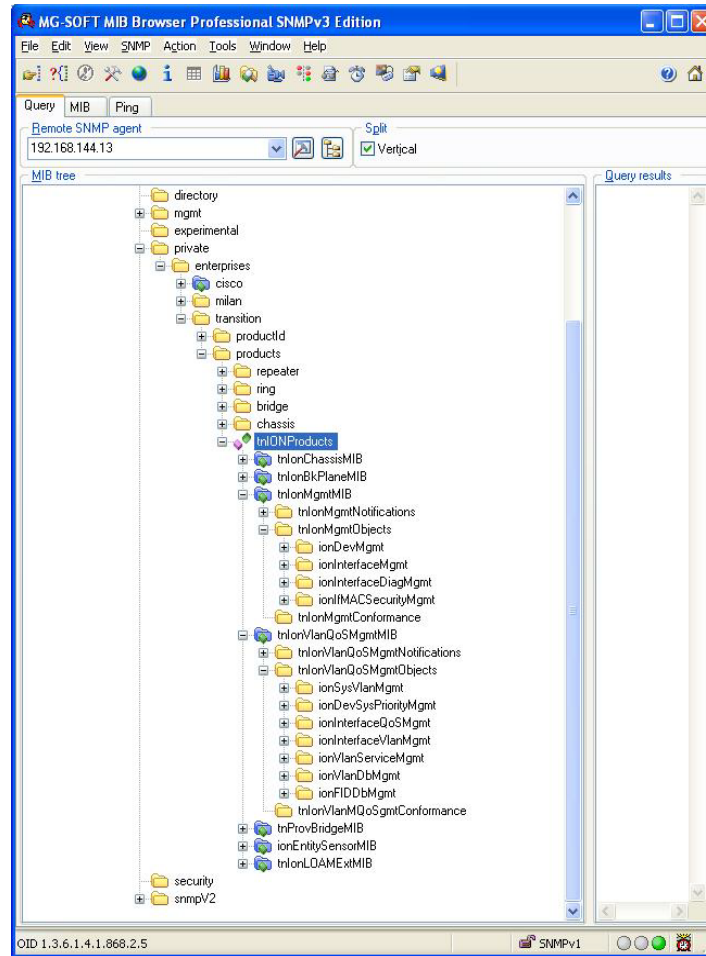 MG-SOFT MIB Browser Professional SNMPv3 Edition
File Edit View SNMP Action Tools Window Help
Query MIB Ping
Remote SNMP agent
Split
192.168.144.13
Vertical
MIB tree
Query results
directory
mgmt
experimental
private
enterprises
cisco
milan
transition
productId
products
repeater
ring
bridge
chassis
tnIONProducts
tnIonChassisMIB
tnIonBkPlaneMIB
tnIonMgmtMIB
tnIonMgmtNotifications
tnIonMgmtObjects
ionDevMgmt
ionInterfaceMgmt
ionInterfaceDiagMgmt
ionIfMACSecurityMgmt
tnIonMgmtConformance
tnIonVlanQoSMgmtMIB
tnIonVlanQoSMgmtNotifications
tnIonVlanQoSMgmtObjects
ionSysVlanMgmt
ionDevSysPriorityMgmt
ionInterfaceQoSMgmt
ionInterfaceVlanMgmt
ionVlanServiceMgmt
ionVlanDbMgmt
ionFIDDbMgmt
tnIonVlanMQoSgmtConformance
tnProvBridgeMIB
ionEntitySensorMIB
tnIonLOAMExtMIB
security
snmpV2
OID 1.3.6.1.4.1.868.2.5
SNMPv1